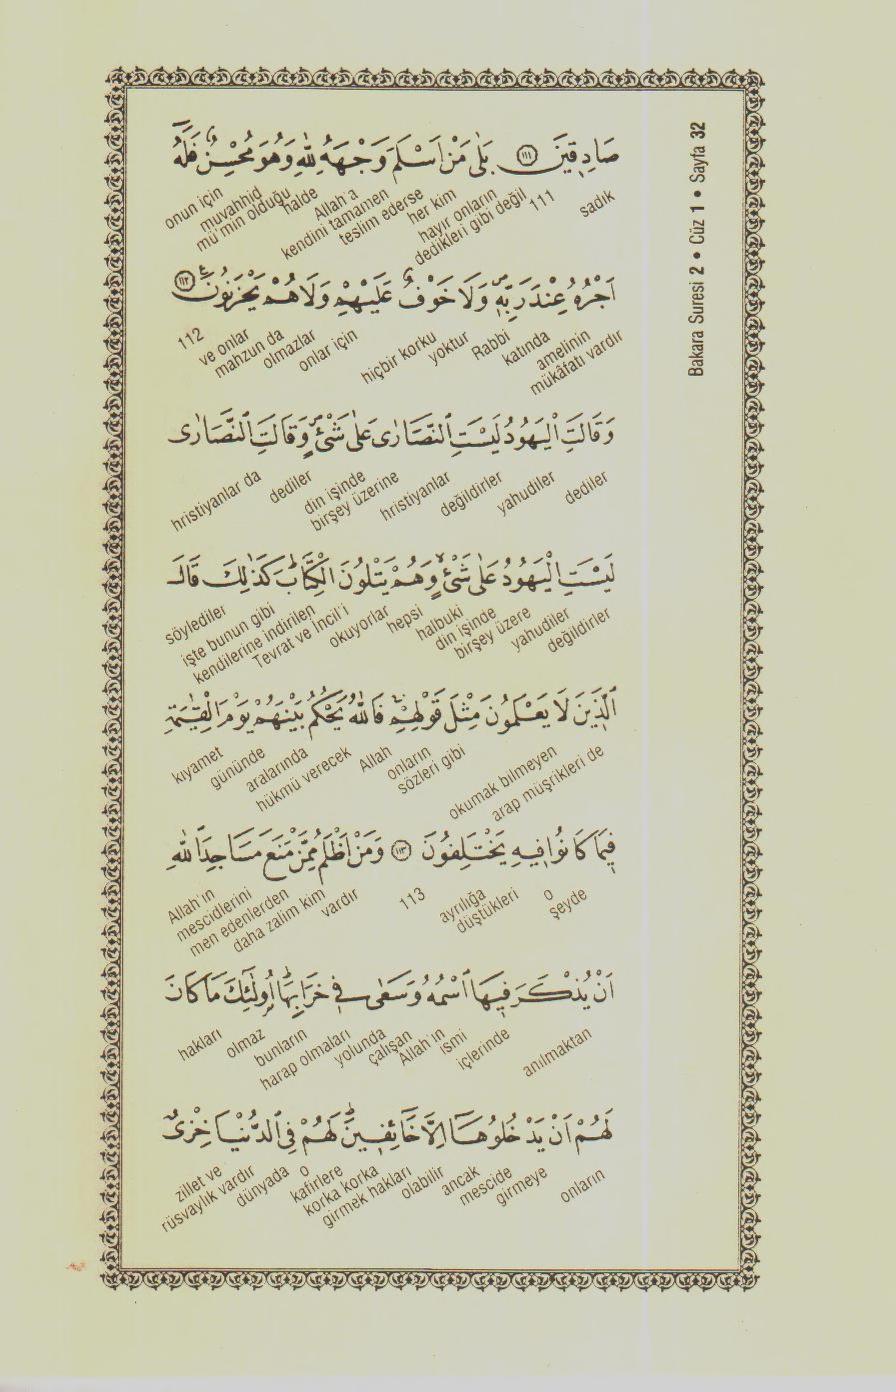 Bakara Suresi 2 • Cüz 1 • Sayfa 32
صَادِقِينَ ﴿١١١﴾ بَلٰى مَنْ اَسْلَمَ وَجْهَهُ لِلّٰهِ وَهُوَ مُحْسِنٌ فَلَهُٓ
sadık 111 hayır onların dedikleri gibi değil her kim teslim ederse kendini tamamen Allah'a halde mü'min olduğu muvahhid onun için
اَجْرُهُ عِنْدَ رَبِّهِۖ وَلَا خَوْفٌ عَلَيْهِمْ وَلَا هُمْ يَحْزَنُونَ۟ ﴿١١٢﴾
amelinin mükâfatı vardır katında Rabbi yoktur hiçbir korku onlar için olmazlar mahzun da ve onlar 112
وَقَالَتِ الْيَهُودُ لَيْسَتِ النَّصَارٰى عَلٰى شَيْءٍۖ وَقَالَتِ النَّصَارٰى
dediler yahudiler değildirler hristiyanlar birşey üzerine din işinde dediler hristiyanlar da
لَيْسَتِ الْيَهُودُ عَلٰى شَيْءٍۙ وَهُمْ يَتْلُونَ الْكِتَابَۜ كَذٰلِكَ قَالَ
değildirler yahudiler birşey üzere din işinde halbuki hepsi okuyorlar Tevrat ve İncil'i kendilerine indirilen işte bunun gibi söylediler
الَّذِينَ لَا يَعْلَمُونَ مِثْلَ قَوْلِهِمْۚ فَاللّٰهُ يَحْكُمُ بَيْنَهُمْ يَوْمَ الْقِيٰمَةِ
arap müşrikleri de okumak bilmeyen sözleri gibi onların Allah hükmü verecek aralarında gününde kıyamet
فِيمَا كَانُوا فِيهِ يَخْتَلِفُونَ ﴿١١٣﴾ وَمَنْ اَظْلَمُ مِمَّنْ مَنَعَ مَسَاجِدَ اللّٰهِ
şeyde o düştükleri ayrılığa 113 vardır daha zalim kim men edenlerden mescidlerini Allah'ın
اَنْ يُذْكَرَ فِيهَا اسْمُهُ وَسَعٰى فِي خَرَابِهَاۜ اُولٰٓئِكَ مَا كَانَ
anılmaktan içlerinde ismi Allah'ın çalışan yolunda harap olmaları bunların olmaz hakları
لَهُمْ اَنْ يَدْخُلُوهَٓا اِلَّا خَٓائِفِينَۜ لَهُمْ فِي الدُّنْيَا خِزْيٌ
onların girmeye mescide ancak olabilir girmek hakları korka korka kafirlere o dünyada rüsvaylık vardır zillet ve